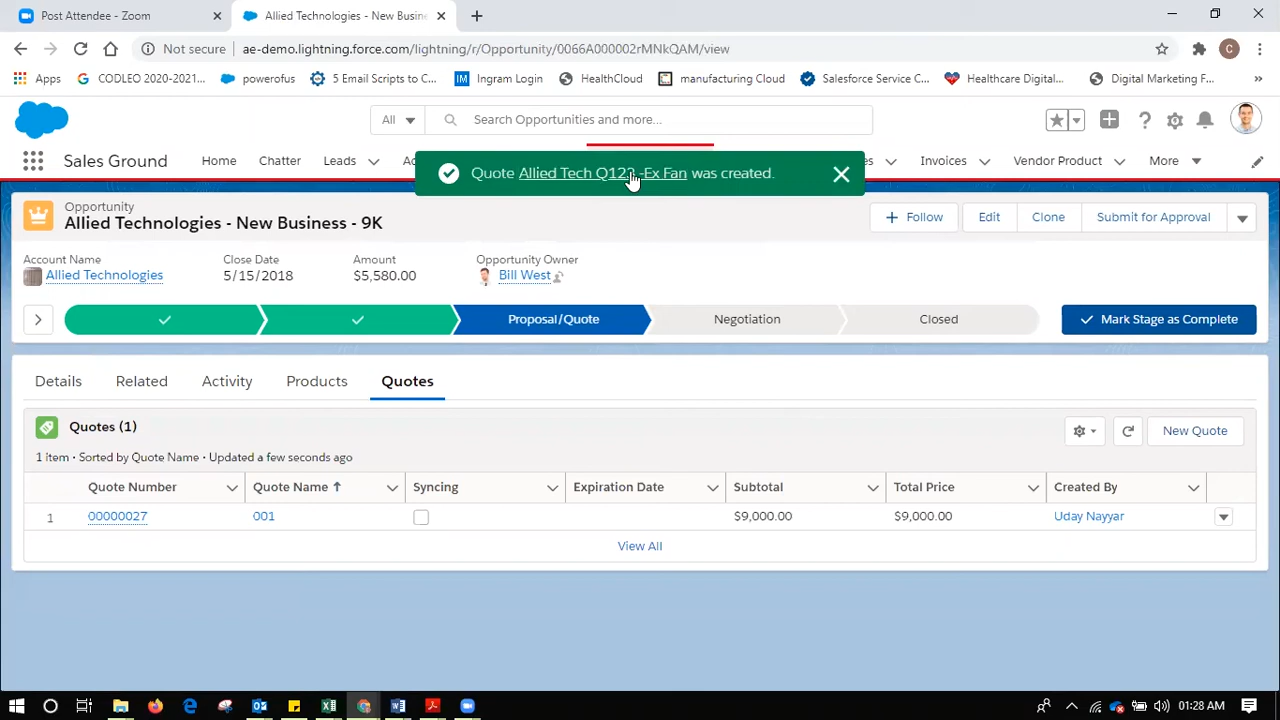 Post Attendee - Zoom
Allied Technologies - New Busine
Not secure
ae-demo.lightning.force.com/lightning/r/Opportunity/0066A000002rMNkQAM/view
C
Apps
CODLEO 2020-2021...
powerofus
5 Email Scripts to C...
Ingram Login
HealthCloud
manufacturing Cloud
Salesforce Service C...
Healthcare Digital...
Digital Marketing F...
All
Search Opportunities and more...
Sales Ground
Home
Chatter
Leads
Invoices
Vendor Product
More
Quote Allied Tech Q123 -Ex Fan was created.
Opportunity
Allied Technologies - New Business - 9K
Follow
Edit
Clone
Submit for Approval
Account Name
Allied Technologies
Close Date
5/15/2018
Amount
$5,580.00
Opportunity Owner
Bill West
Proposal/Quote
Negotiation
Closed
Mark Stage as Complete
Details
Related
Activity
Products
Quotes
Quotes (1)
New Quote
1 item • Sorted by Quote Name • Updated a few seconds ago
Quote Number
Quote Name ↑
Syncing
Expiration Date
Subtotal
Total Price
Created By
1
00000027
001
$9,000.00
$9,000.00
Uday Nayyar
View All
01:28 AM